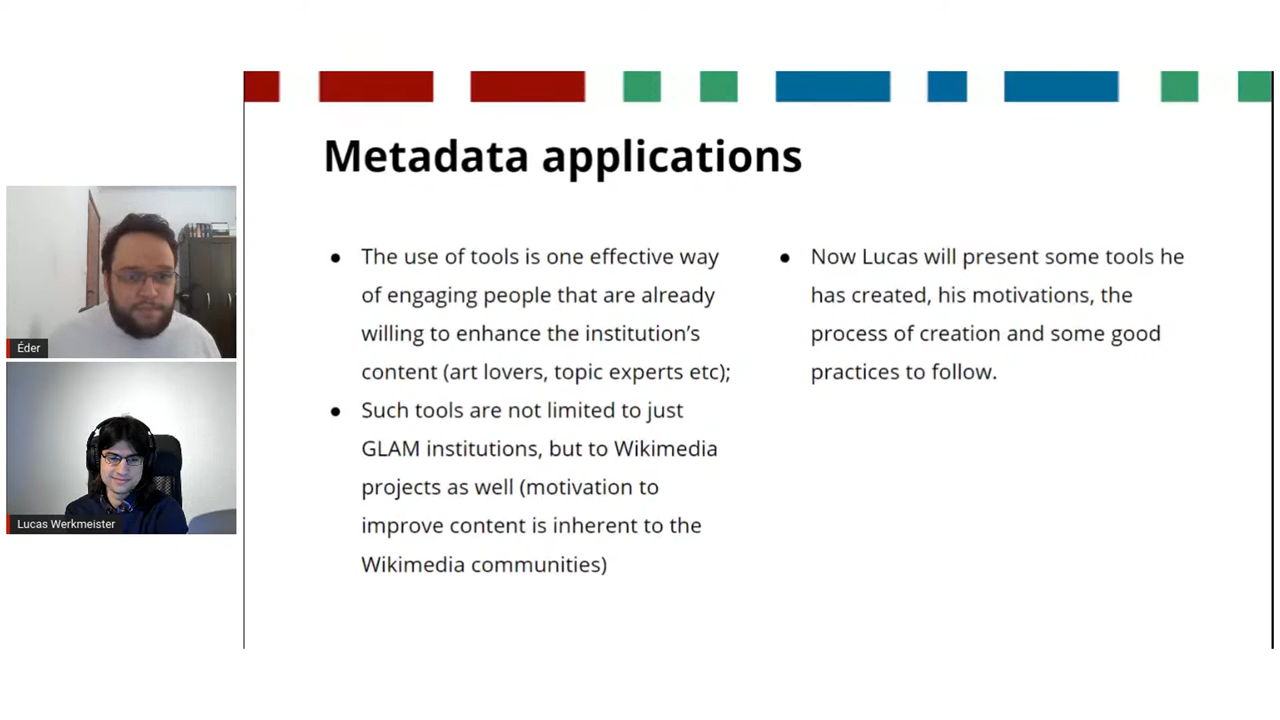 Metadata applications
The use of tools is one effective way
of engaging people that are already
willing to enhance the institution’s
content (art lovers, topic experts etc);
Such tools are not limited to just
GLAM institutions, but to Wikimedia
projects as well (motivation to
improve content is inherent to the
Wikimedia communities)
Now Lucas will present some tools he
has created, his motivations, the
process of creation and some good
practices to follow.
Éder
Lucas Werkmeister